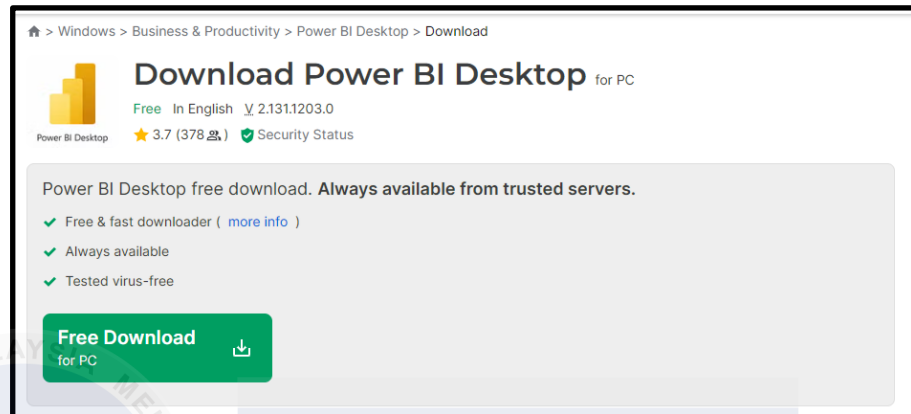 > Windows > Business & Productivity > Power BI Desktop > Download
Download Power BI Desktop for PC
Free In English V 2.131.1203.0
Power BI Desktop
3.7 (378) Security Status
Power BI Desktop free download. Always available from trusted servers.
Free & fast downloader ( more info )
Always available
Tested virus-free
Free Download
for PC